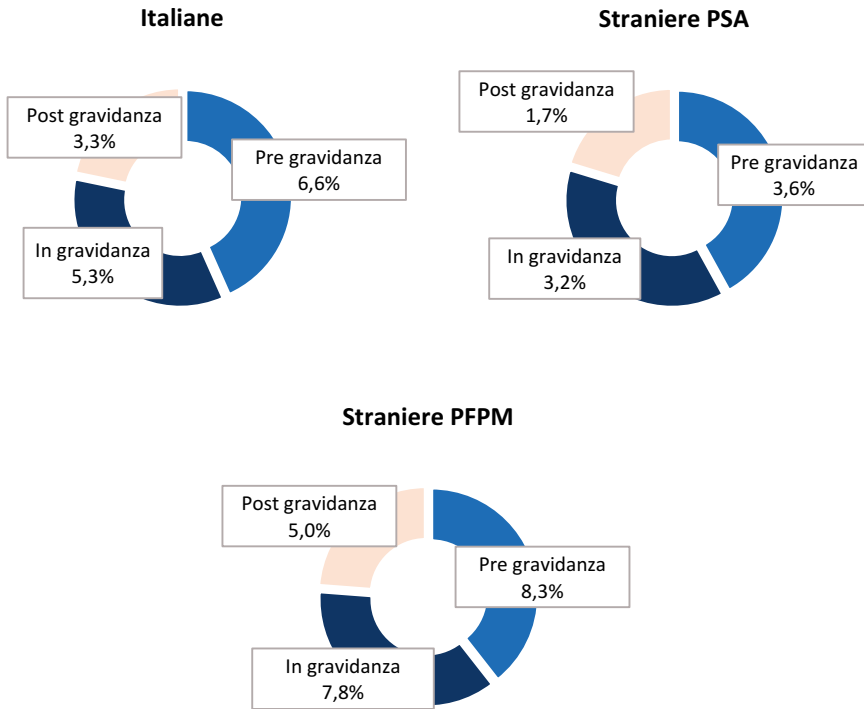 Italiane
Post gravidanza
3,3%
Pre gravidanza
6,6%
In gravidanza
5,3%
Straniere PSA
Post gravidanza
1,7%
Pre gravidanza
3,6%
In gravidanza
3,2%
Straniere PFPM
Post gravidanza
5,0%
Pre gravidanza
8,3%
In gravidanza
7,8%